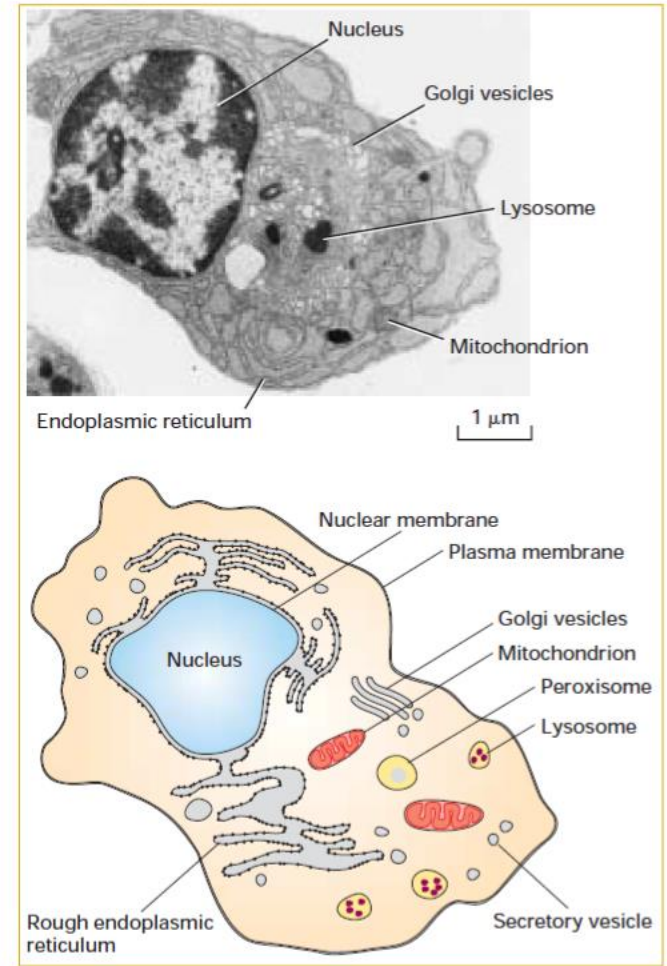 Nucleus
Golgi vesicles
Lysosome
Mitochondrion
Endoplasmic reticulum
1 μm
Nuclear membrane
Plasma membrane
Golgi vesicles
Nucleus
Mitochondrion
Peroxisome
Lysosome
Rough endoplasmic
reticulum
Secretory vesicle